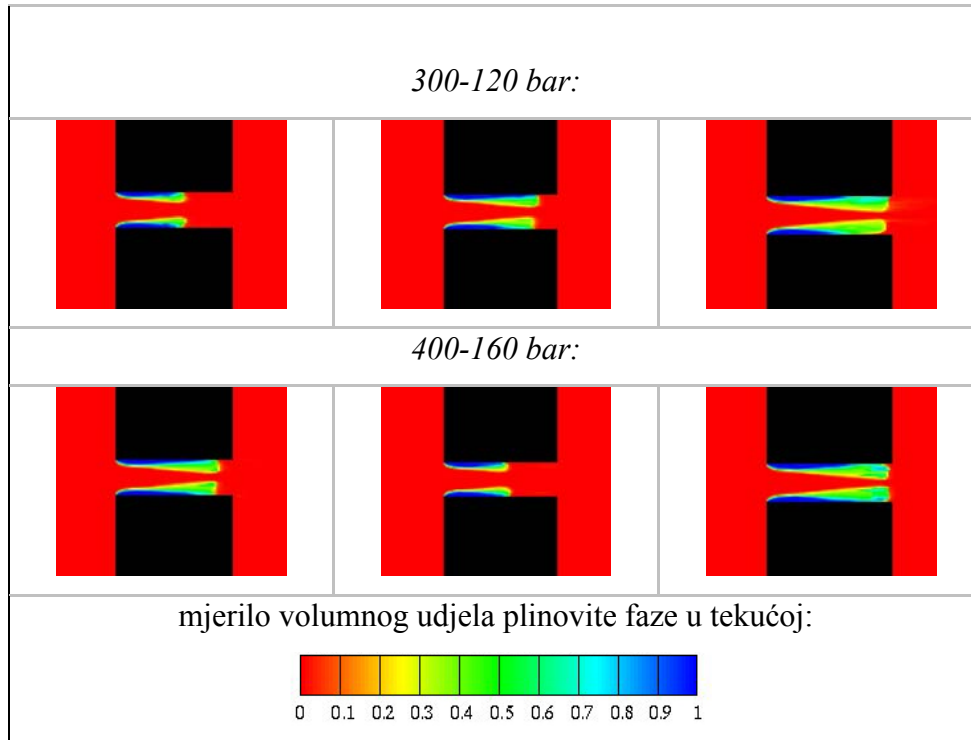 300-120 bar:
400-160 bar:
mjerilo volumnog udjela plinovite faze u tekućoj:
0 0.1 0.2 0.3 0.4 0.5 0.6 0.7 0.8 0.9 1